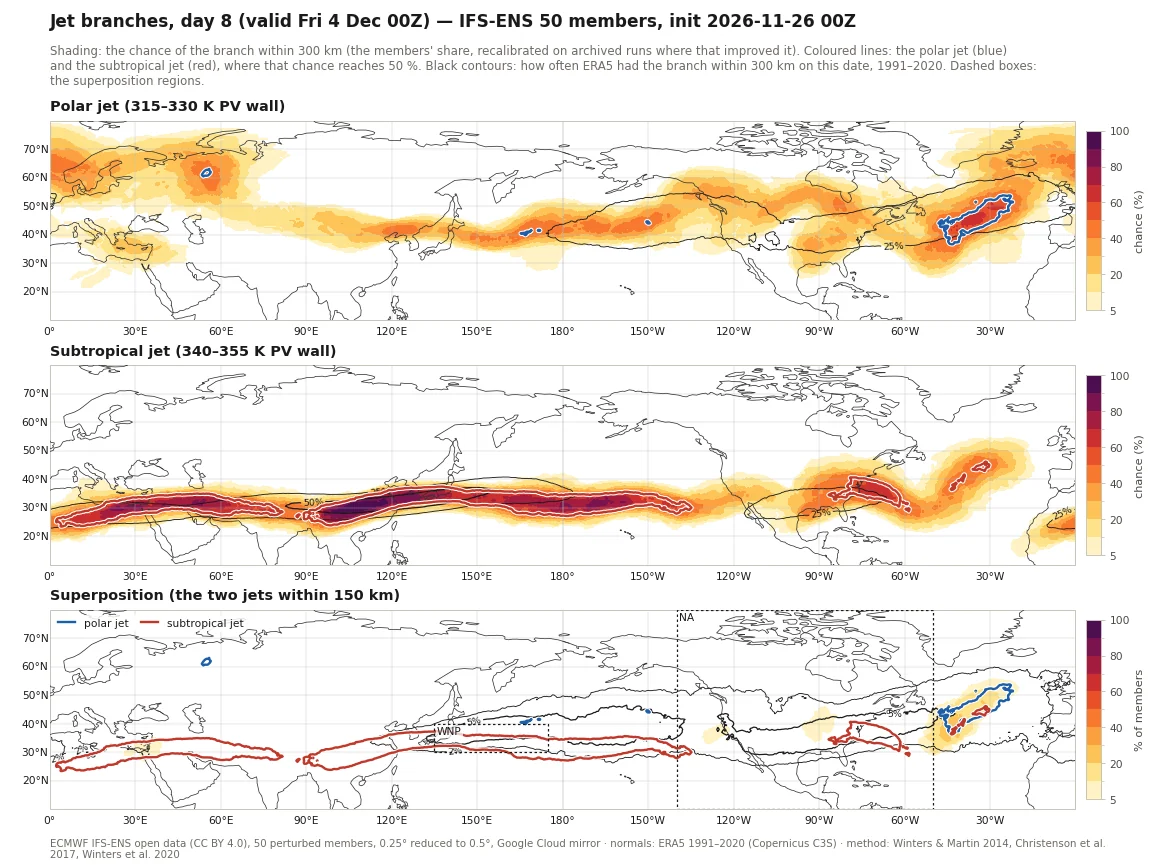 Jet branches, day 8 (valid Fri 4 Dec 00Z) — IFS-ENS 50 members, init 2026-11-26 00Z
Shading: the chance of the branch within 300 km (the members' share, recalibrated on archived runs where that improved it). Coloured lines: the polar jet (blue)
and the subtropical jet (red), where that chance reaches 50 %. Black contours: how often ERA5 had the branch within 300 km on this date, 1991–2020. Dashed boxes:
the superposition regions.
Polar jet (315–330 K PV wall)
70°N
60°N
50°N
40°N
30°N
20°N
25%
0°
30°E
60°E
90°E
120°E
150°E
180°
150°W
120°W
90°W
60°W
30°W
100
80
60
40
20
5
chance (%)
Subtropical jet (340–355 K PV wall)
70°N
60°N
50°N
40°N
30°N
20°N
50%
25%
25%
0°
30°E
60°E
90°E
120°E
150°E
180°
150°W
120°W
90°W
60°W
30°W
100
80
60
40
20
5
chance (%)
Superposition (the two jets within 150 km)
polar jet
subtropical jet
NA
WNP
70°N
60°N
50°N
40°N
30°N
20°N
5%
5%
2%
2%
2%
2%
0°
30°E
60°E
90°E
120°E
150°E
180°
150°W
120°W
90°W
60°W
30°W
100
80
60
40
20
5
% of members
ECMWF IFS-ENS open data (CC BY 4.0), 50 perturbed members, 0.25° reduced to 0.5°, Google Cloud mirror · normals: ERA5 1991–2020 (Copernicus C3S) · method: Winters & Martin 2014, Christenson et al.
2017, Winters et al. 2020